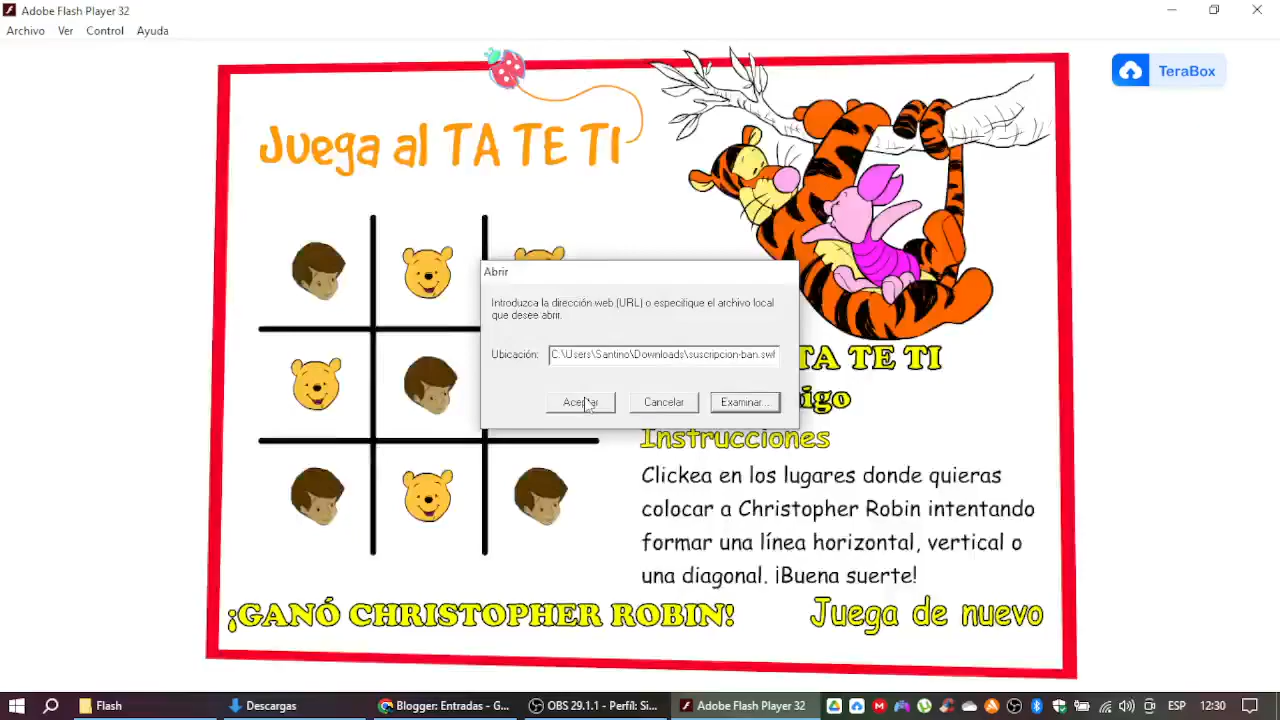 Adobe Flash Player 32
Archivo Ver Control Ayuda
TeraBox
Juega al TA TE TI
Abrir
Introduzca la dirección web (URL) o especifique el archivo local
que desee abrir.
Ubicación: C:\Users\Santino\Downloads\suscripcion-ban.swf
Aceptar Cancelar Examinar...
TA TE TI
igo
Instrucciones
Clickea en los lugares donde quieras
colocar a Christopher Robin intentando
formar una línea horizontal, vertical o
una diagonal. ¡Buena suerte!
¡GANÓ CHRISTOPHER ROBIN!
Juega de nuevo
Flash
Descargas
Blogger: Entradas - G...
OBS 29.1.1 - Perfil: Si...
Adobe Flash Player 32
ESP
12:30